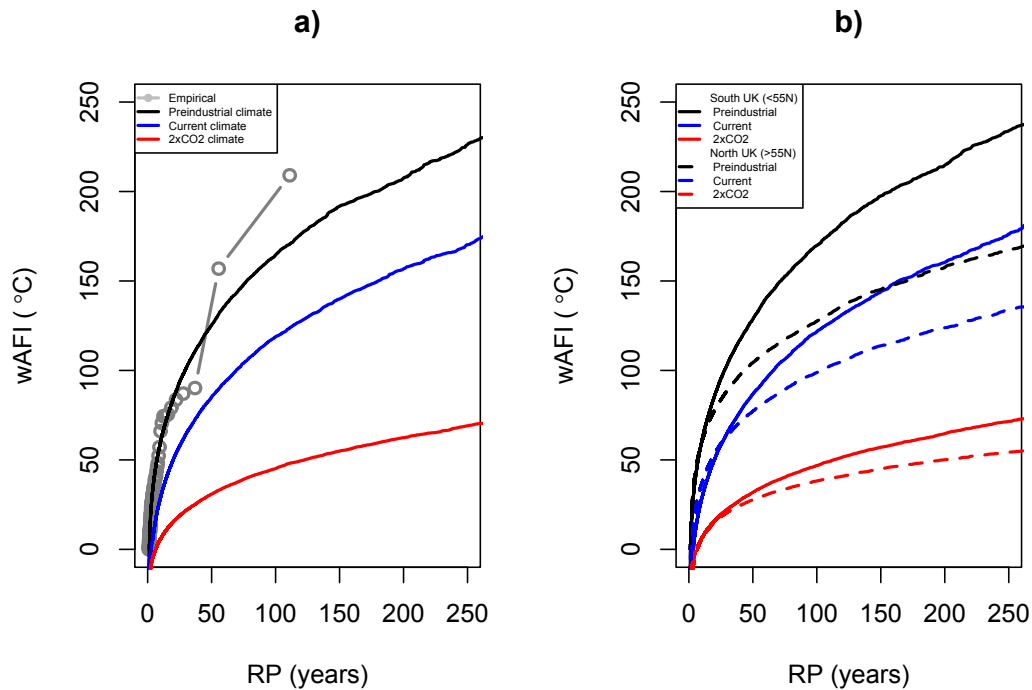 a)
Empirical
Preindustrial climate
Current climate
2xCO2 climate
wAFI ( °C)
0
50
100
150
200
250
0
50
100
150
200
250
RP (years)
b)
South UK (<55N)
Preindustrial
Current
2xCO2
North UK (>55N)
Preindustrial
Current
2xCO2
wAFI ( °C)
0
50
100
150
200
250
0
50
100
150
200
250
RP (years)